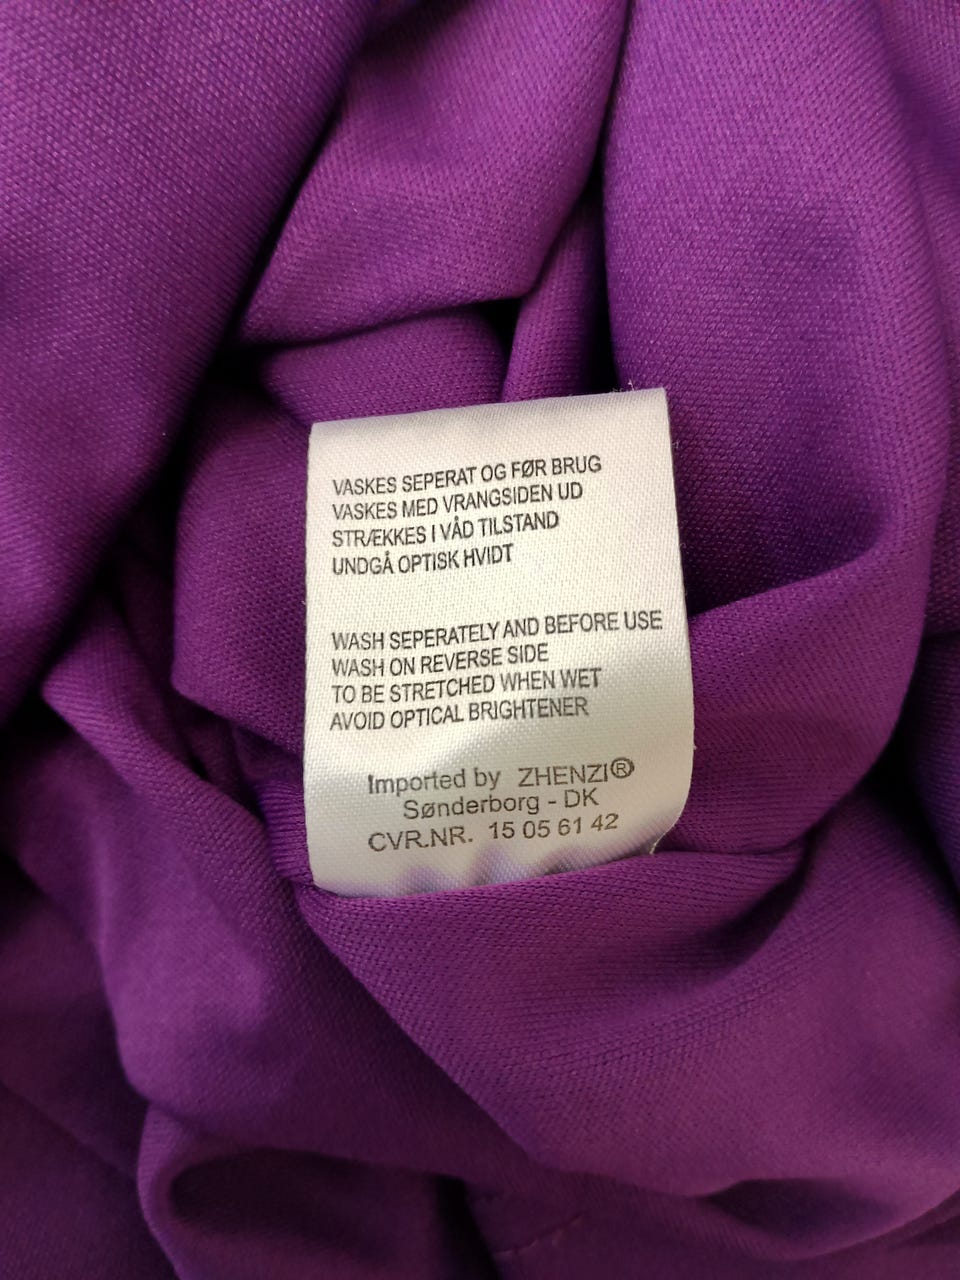 VASKES SEPERAT OG FØR BRUG
VASKES MED VRANGSIDEN UD
STRÆKKES I VÅD TILSTAND
UNDGÅ OPTISK HVIDT
WASH SEPERATELY AND BEFORE USE
WASH ON REVERSE SIDE
TO BE STRETCHED WHEN WET
AVOID OPTICAL BRIGHTENER
Imported by ZHENZI®
Sønderborg - DK
CVR.NR. 15 05 61 42